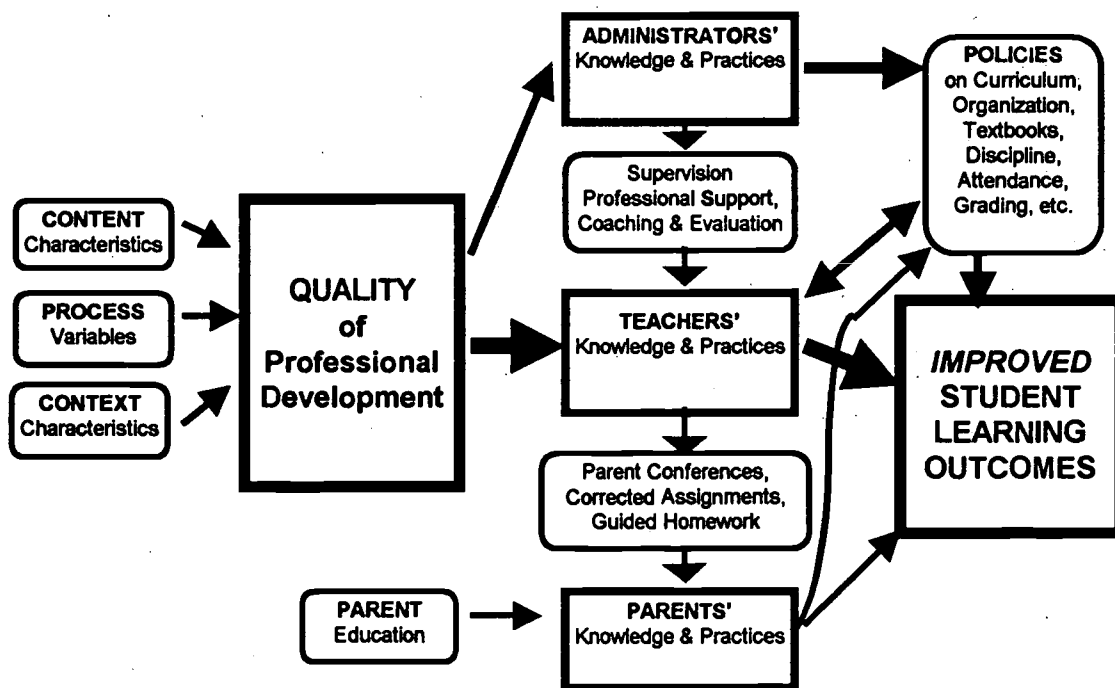 CONTENT
Characteristics
PROCESS
Variables
CONTEXT
Characteristics
QUALITY
of
Professional
Development
ADMINISTRATORS'
Knowledge & Practices
Supervision
Professional Support,
Coaching & Evaluation
TEACHERS'
Knowledge & Practices
Parent Conferences,
Corrected Assignments,
Guided Homework
PARENT
Education
PARENTS'
Knowledge & Practices
POLICIES
on Curriculum,
Organization,
Textbooks,
Discipline,
Attendance,
Grading, etc.
IMPROVED
STUDENT
LEARNING
OUTCOMES